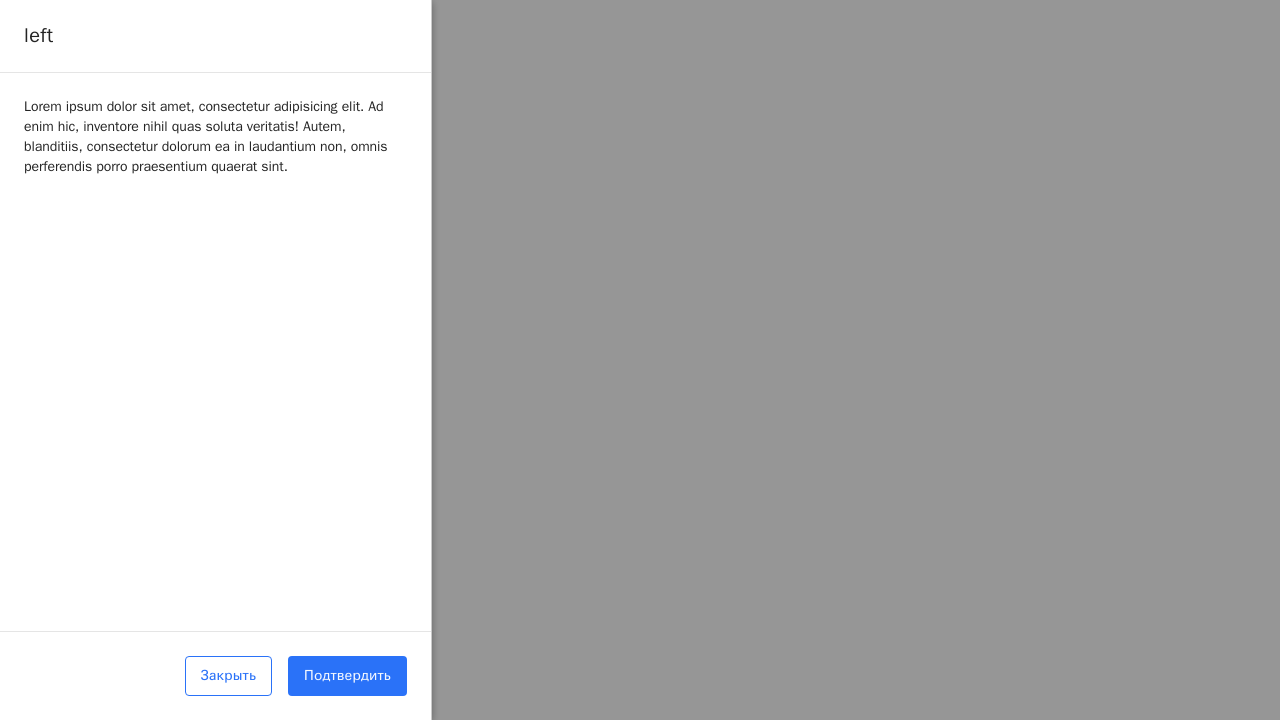 left
Lorem ipsum dolor sit amet, consectetur adipisicing elit. Ad
enim hic, inventore nihil quas soluta veritatis! Autem,
blanditiis, consectetur dolorum ea in laudantium non, omnis
perferendis porro praesentium quaerat sint.
Закрыть
Подтвердить